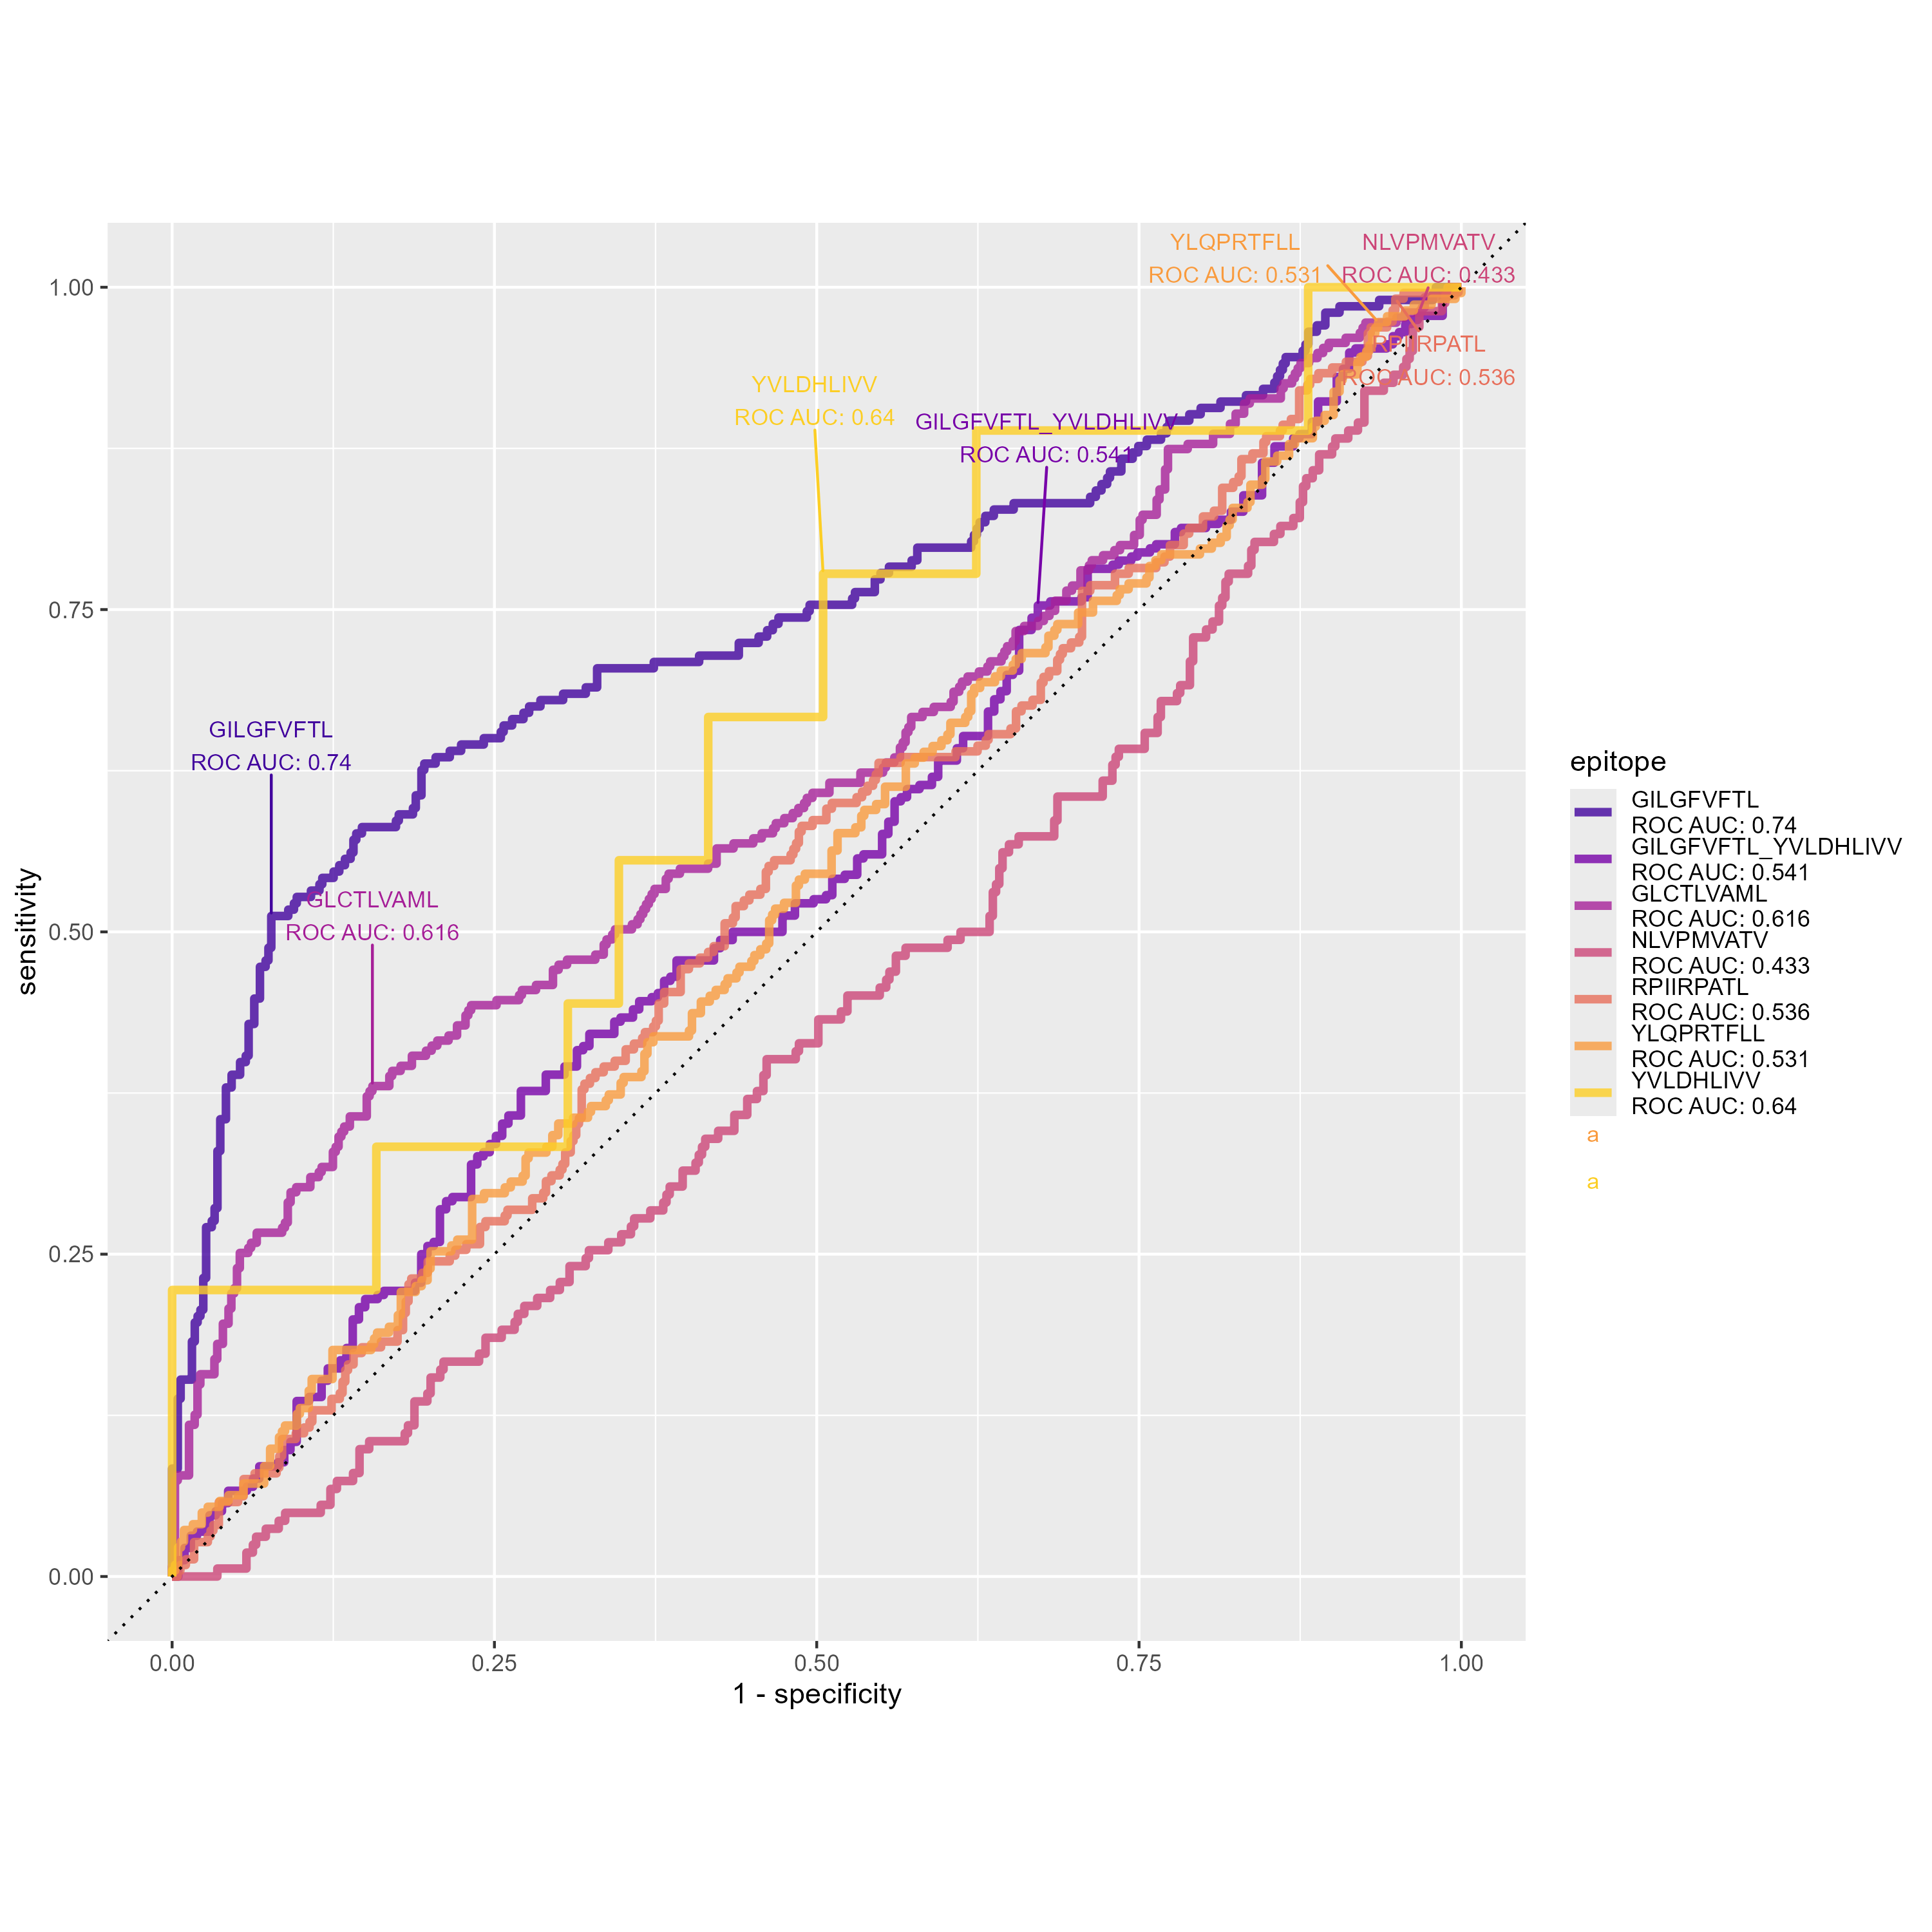 YLQPRTFLL
ROC AUC: 0.531
NLVPMVATV
ROC AUC: 0.433
RPIIRPATL
ROC AUC: 0.536
YVLDHLIVV
ROC AUC: 0.64
GILGFVFTL_YVLDHLIVV
ROC AUC: 0.541
GILGFVFTL
ROC AUC: 0.74
GLCTLVAML
ROC AUC: 0.616
1.00
0.75
0.50
0.25
0.00
sensitivity
0.00 0.25 0.50 0.75 1.00
1 - specificity
epitope
GILGFVFTL
ROC AUC: 0.74
GILGFVFTL_YVLDHLIVV
ROC AUC: 0.541
GLCTLVAML
ROC AUC: 0.616
NLVPMVATV
ROC AUC: 0.433
RPIIRPATL
ROC AUC: 0.536
YLQPRTFLL
ROC AUC: 0.531
YVLDHLIVV
ROC AUC: 0.64
a
a